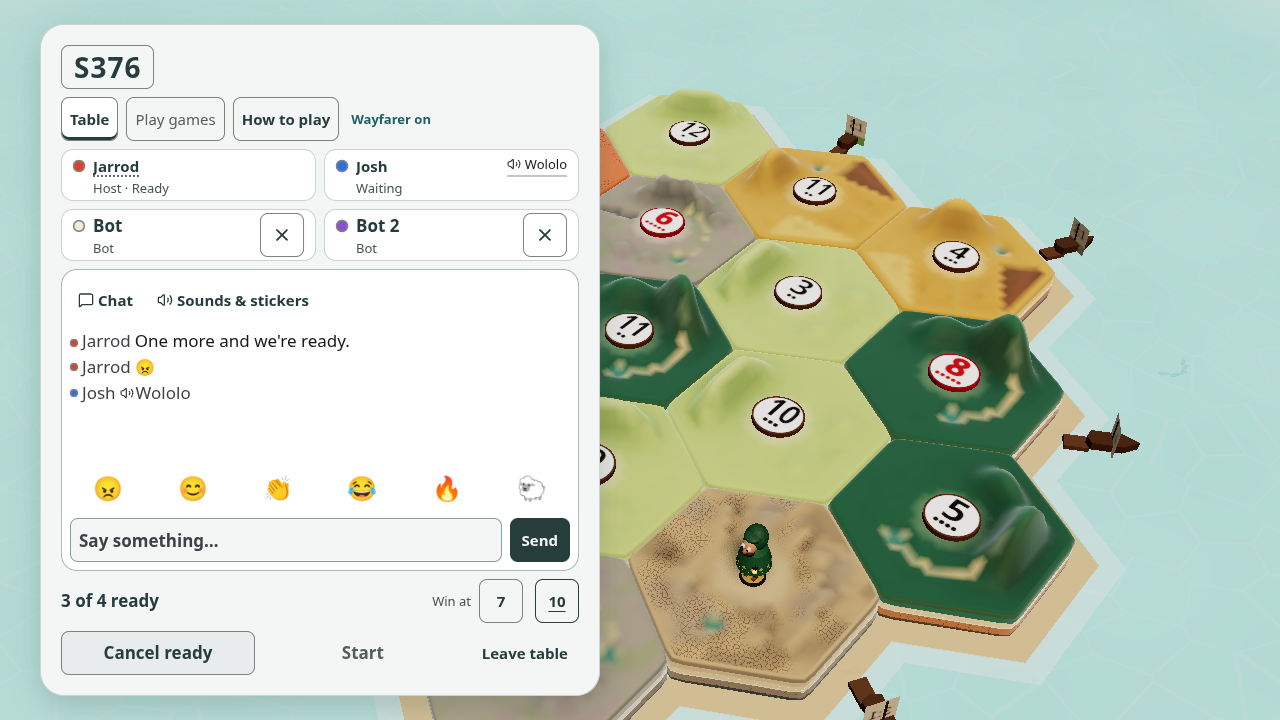 S376
Table
Play games
How to play
Wayfarer on
Jarrod
Host · Ready
Josh
Waiting
Wololo
Bot
Bot
Bot 2
Bot
Chat
Sounds & stickers
Jarrod One more and we're ready.
Jarrod 😠
Josh Wololo
😠 😊 👏 😂 🔥 🐑
Say something...
Send
3 of 4 ready
Win at
7
10
Cancel ready
Start
Leave table
12
11
6
4
3
11
8
10
5